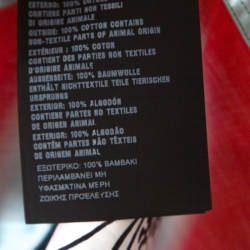 ESTERNO: 100% COTONE
CONTIENE PARTI NON TESSILI
DI ORIGINE ANIMALE
OUTSIDE: 100% COTTON CONTAINS
NON-TEXTILE PARTS OF ANIMAL ORIGIN
EXTÉRIEUR : 100% COTON
CONTIENT DES PARTIES NON TEXTILES
D'ORIGINE ANIMALE
AUSSENSEITE: 100% BAUMWOLLE
ENTHÄLT NICHTTEXTILE TEILE TIERISCHEN
URSPRUNGS
EXTERIOR: 100% ALGODÓN
CONTIENE PARTES NO TEXTILES
DE ORIGEN ANIMAL
EXTERIOR: 100% ALGODÃO
CONTÉM PARTES NÃO TÊXTEIS
DE ORIGEM ANIMAL
ΕΞΩΤΕΡΙΚΟ: 100% ΒΑΜΒΑΚΙ
ΠΕΡΙΛΑΜΒΑΝΕΙ ΜΗ
ΥΦΑΣΜΑΤΙΝΑ ΜΕΡΗ
ΖΩΙΚΗΣ ΠΡΟΕΛΕΥΣΗΣ